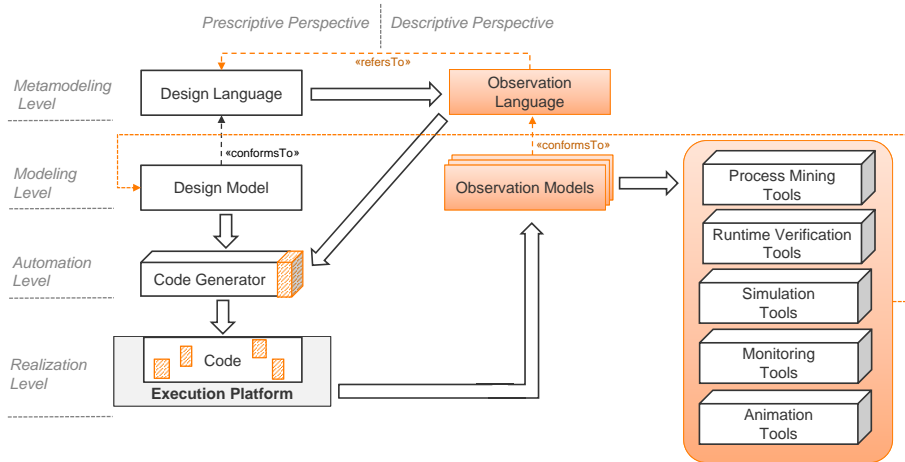 Prescriptive Perspective
Descriptive Perspective
«refersTo»
Metamodeling
Level
Design Language
Observation
Language
«conformsTo»
«conformsTo»
Modeling
Level
Design Model
Observation Models
Process Mining
Tools
Runtime Verification
Tools
Automation
Level
Code Generator
Simulation
Tools
Realization
Level
Code
Execution Platform
Monitoring
Tools
Animation
Tools